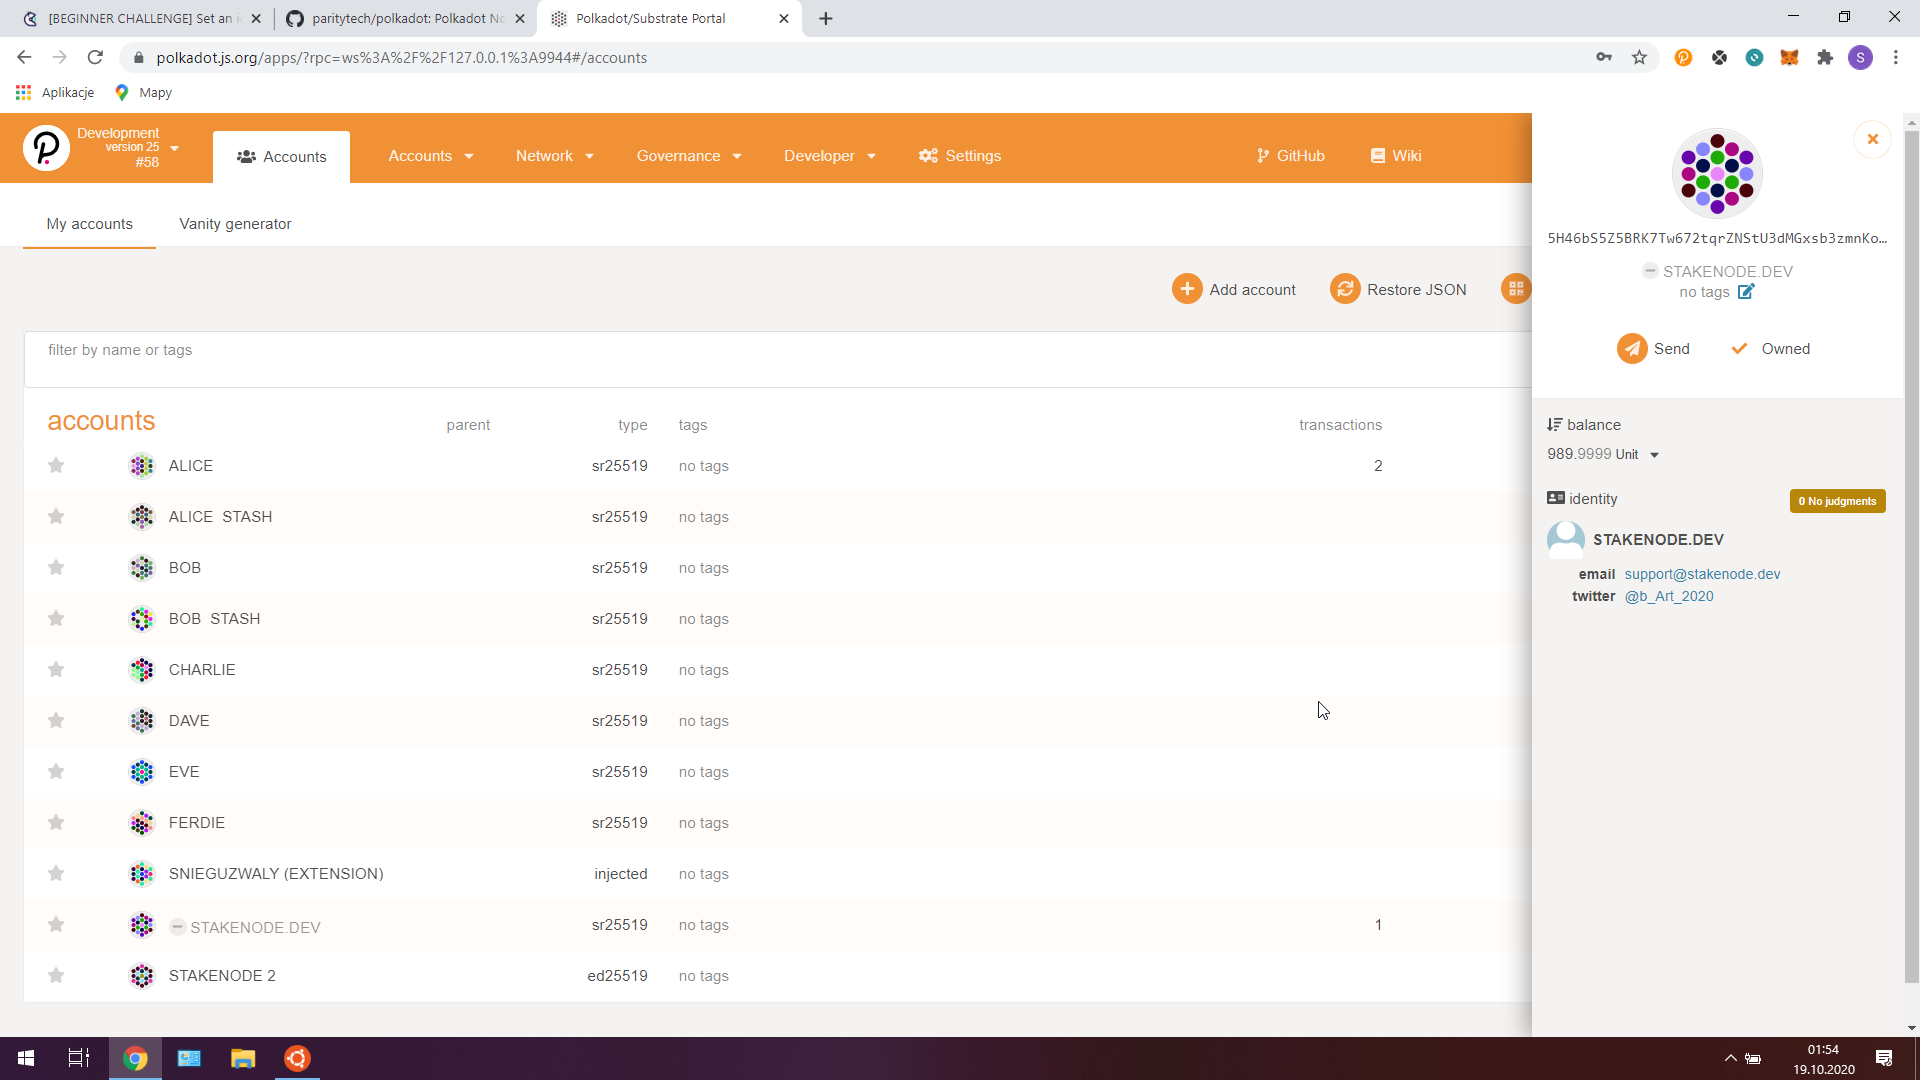 [BEGINNER CHALLENGE] Set an i
paritytech/polkadot: Polkadot No
Polkadot/Substrate Portal
polkadot.js.org/apps/?rpc=ws%3A%2F%2F127.0.0.1%3A9944#/accounts
S
Aplikacje
Mapy
Development
version 25
#58
Accounts
Accounts
Network
Governance
Developer
Settings
GitHub
Wiki
My accounts
Vanity generator
Add account
Restore JSON
filter by name or tags
accounts parent type tags transactions
ALICE sr25519 no tags 2
ALICE STASH sr25519 no tags
BOB sr25519 no tags
BOB STASH sr25519 no tags
CHARLIE sr25519 no tags
DAVE sr25519 no tags
EVE sr25519 no tags
FERDIE sr25519 no tags
SNIEGUZWALY (EXTENSION) injected no tags
STAKENODE.DEV sr25519 no tags 1
STAKENODE 2 ed25519 no tags
5H46bS5Z5BRK7Tw672tqrZNStU3dMGxsb3zmnKo…
STAKENODE.DEV
no tags
Send
Owned
balance
989.9999 Unit
identity
0 No judgments
STAKENODE.DEV
email support@stakenode.dev
twitter @b_Art_2020
01:54
19.10.2020